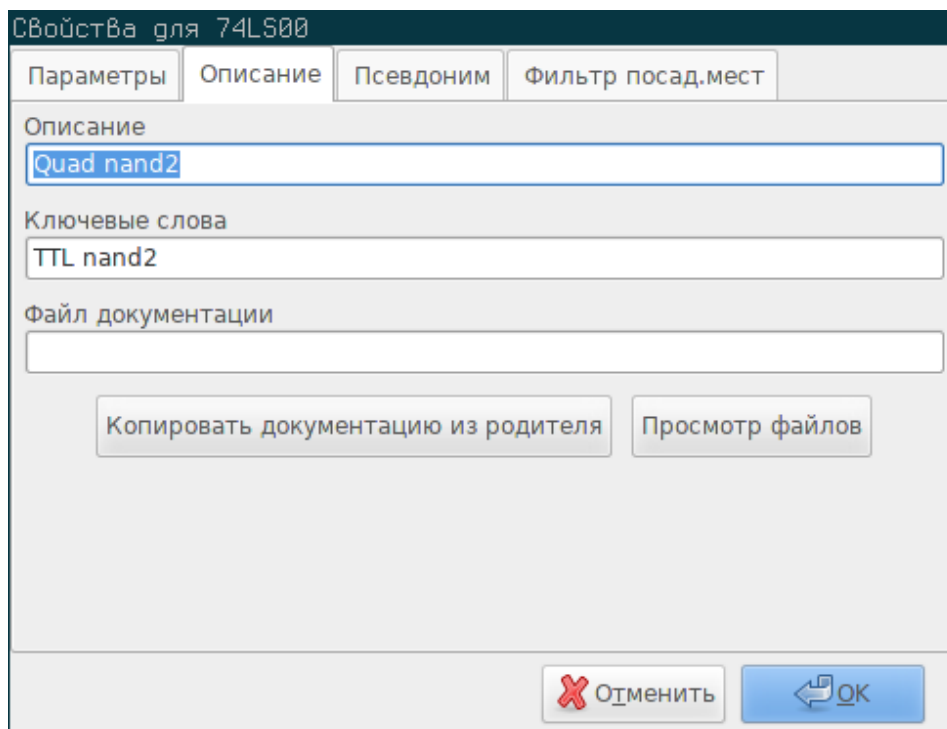 Свойства для 74LS00
Параметры Описание Псевдоним Фильтр посад.мест
Описание
Quad nand2
Ключевые слова
TTL nand2
Файл документации
Копировать документацию из родителя Просмотр файлов
Отменить OK